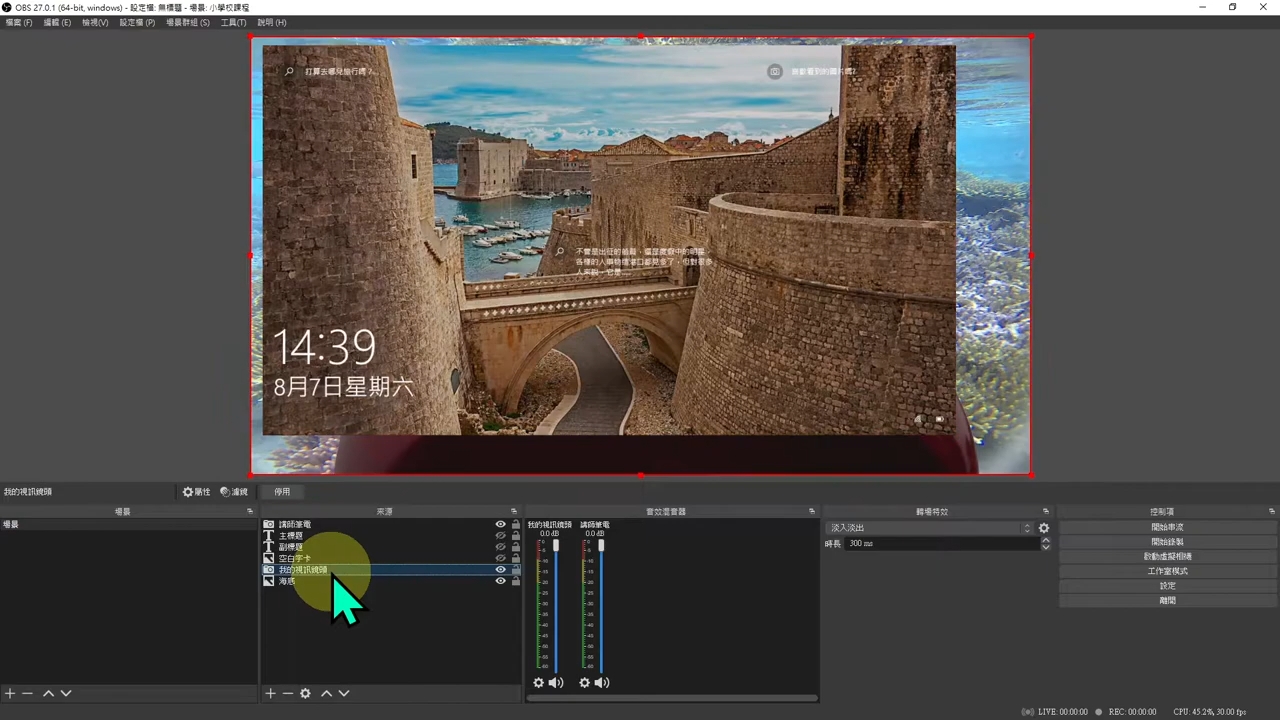 OBS 27.0.1 (64-bit, windows) - 設定檔: 無標題 - 場景: 小學校課程
檔案 (F) 編輯 (E) 檢視(V) 設定檔 (P) 場景群組 (S) 工具(T) 說明 (H)
打算去哪兒旅行嗎?
14:39
8月7日星期六
我的視訊鏡頭 屬性 濾鏡 停用
場景 來源 音效混音器 轉場特效 控制項
場景
講師筆電
主標題
副標題
空白字卡
我的視訊鏡頭
海底
我的視訊鏡頭 講師筆電
0.0 dB 0.0 dB
淡入淡出
時長 300 ms
開始串流
開始錄製
啟動虛擬相機
工作室模式
設定
離開
LIVE: 00:00:00 REC: 00:00:00 CPU: 45.2%, 30.00 fps